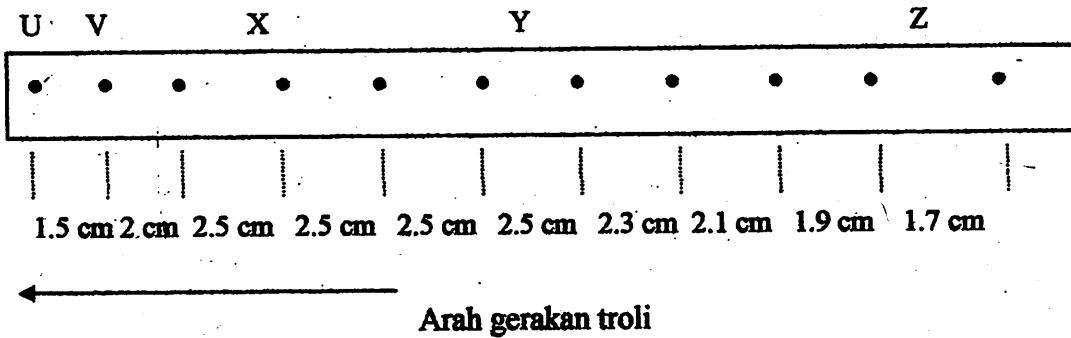 U V X Y Z
1.5 cm 2 cm 2.5 cm 2.5 cm 2.5 cm 2.5 cm 2.3 cm 2.1 cm 1.9 cm 1.7 cm
Arah gerakan troli